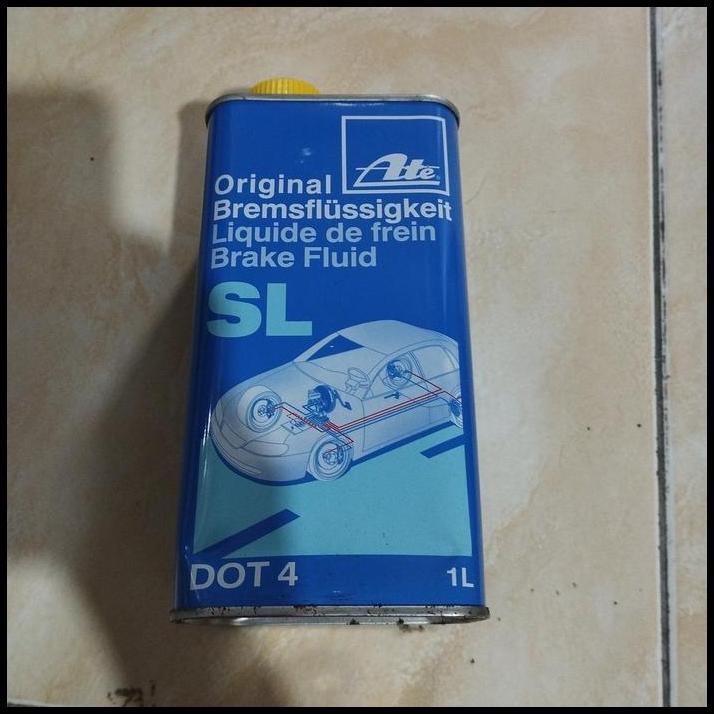 Ate
Original
Bremsflüssigkeit
Liquide de frein
Brake Fluid
SL
DOT 4
1L